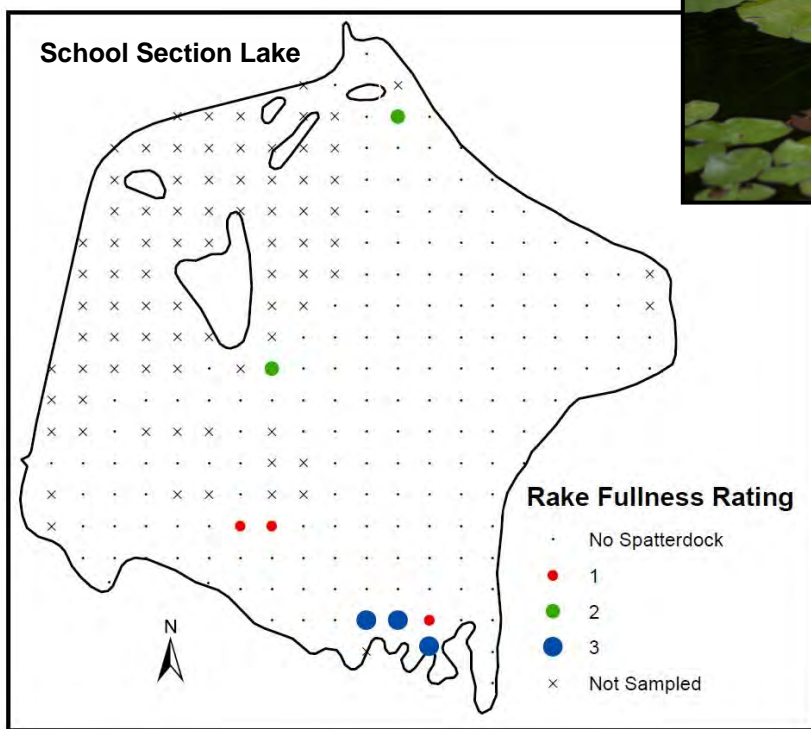 School Section Lake
Rake Fullness Rating
No Spatterdock
1
2
3
Not Sampled
N